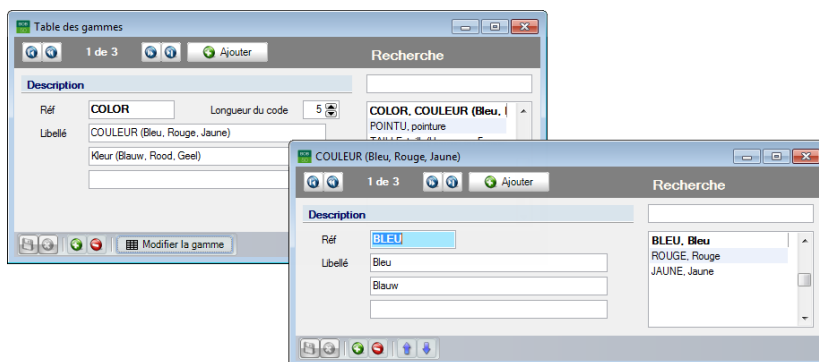 Table des gammes
1 de 3
Ajouter
Recherche
Description
Réf
COLOR
Longueur du code
5
COLOR, COULEUR (Bleu,
POINTU, pointure
Libellé
COULEUR (Bleu, Rouge, Jaune)
Kleur (Blauw, Rood, Geel)
Modifier la gamme
COULEUR (Bleu, Rouge, Jaune)
1 de 3
Ajouter
Recherche
Description
Réf
BLEU
BLEU, Bleu
ROUGE, Rouge
JAUNE, Jaune
Libellé
Bleu
Blauw